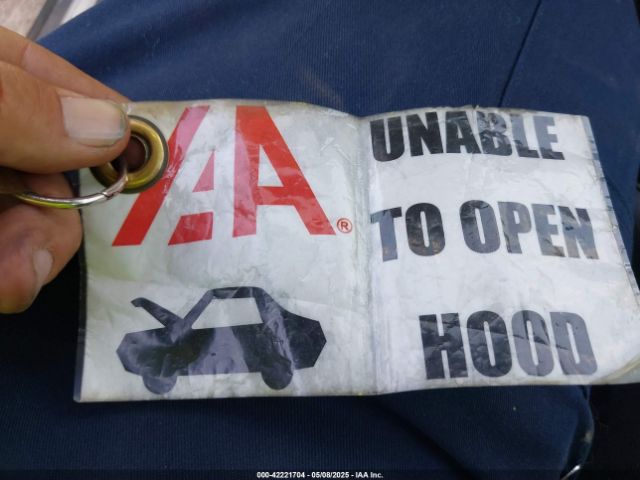 IAA®
UNABLE
TO OPEN
HOOD
000-42221704 - 05/08/2025 - IAA Inc.